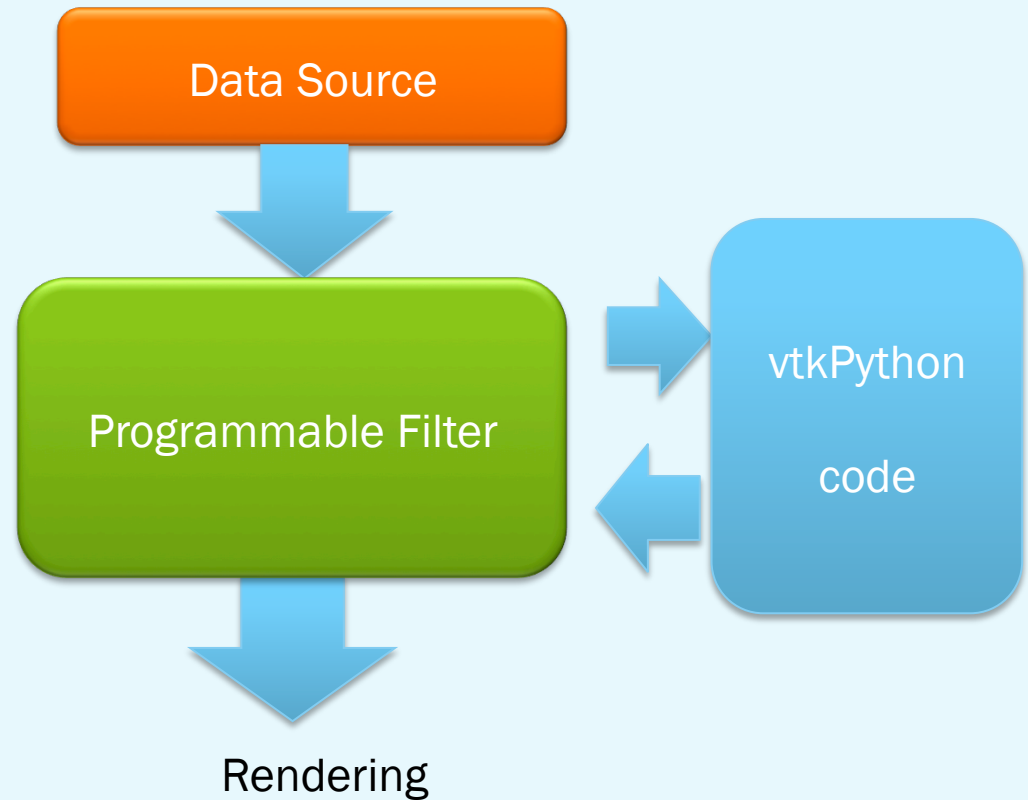 Data Source
Programmable Filter
vtkPython
code
Rendering